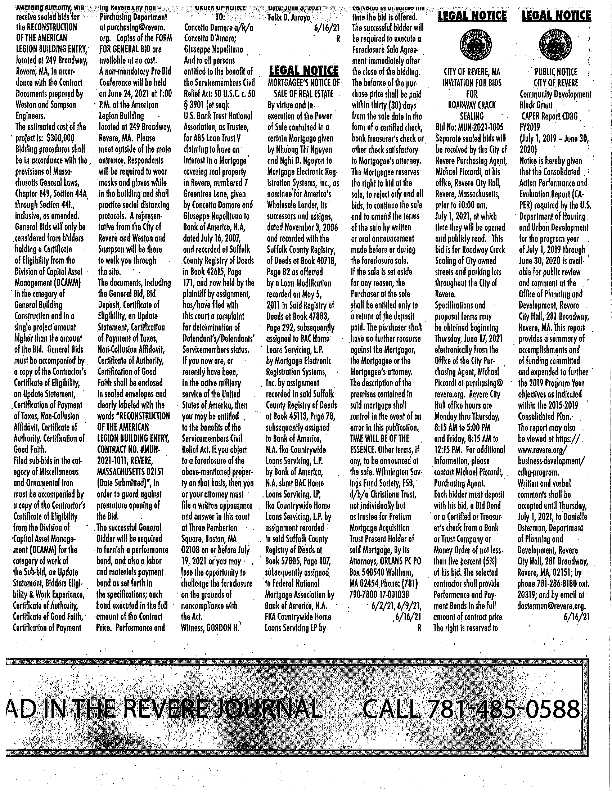 receive sealed bids for
the RECONSTRUCTION
OF THE AMERICAN
LEGION BUILDING ENTRY,
located at 249 Broadway,
Revere, MA, in accor-
dance with the Contract
Documents prepared by
Weston and Sampson
Engineers.
The estimated cost of the
project is: $360,000
Bidding procedures shall
be in accordance with the
provisions of Massa-
chusetts General Laws,
Chapter 149, Section 44A
through Section 44L,
inclusive, as amended.
General Bids will only be
considered from bidders
holding a Certificate
of Eligibility from the
Division of Capital Asset
Management (DCAMM)
in the category of
General Building
Construction and in a
single project amount
higher than the amount
of the Bid. General Bids
must be accompanied by
a copy of the Contractor's
Certificate of Eligibility,
an Update Statement,
Certification of Payment
of Taxes, Non-Collusion
Affidavit, Certificate of
Authority, Certification of
Good Faith.
Filed sub-bids in the cat-
egory of Miscellaneous
and Ornamental Iron
must be accompanied by
a copy of the Contractor's
Certificate of Eligibility
from the Division of
Capital Asset Manage-
ment (DCAMM) for the
category of work of
the Sub-bid, an Update
Statement, Bidders Eligi-
bility & Work Experience,
Certificate of Authority,
Certificate of Good Faith,
Certification of Payment
Purchasing Department
at purchasing@revere.
org. Copies of the FORM
FOR GENERAL BID are
available at no cost.
A non-mandatory Pre-Bid
Conference will be held
on June 24, 2021 at 1:00
P.M. at the American
Legion Building
located at 249 Broadway,
Revere, MA. Please
meet outside of the main
entrance. Respondents
will be required to wear
masks and gloves while
in the building and shall
practice social distancing
protocols. A represen-
tative from the City of
Revere and Weston and
Sampson will be there
to walk you through
the site.
The documents, including
the General Bid, Bid
Deposit, Certificate of
Eligibility, an Update
Statement, Certification
of Payment of Taxes,
Non-Collusion Affidavit,
Certificate of Authority,
Certification of Good
Faith shall be enclosed
in sealed envelopes and
clearly labeled with the
words "RECONSTRUCTION
OF THE AMERICAN
LEGION BUILDING ENTRY,
CONTRACT NO. #MUN-
2021-1011, REVERE,
MASSACHUSETTS 02151
(Date Submitted)", in
order to guard against
premature opening of
the Bid.
The successful General
Bidder will be required
to furnish a performance
bond, and also a labor
and materials payment
bond as set forth in
the specifications; each
bond executed in the full
amount of the Contract
Price. Performance and
ORDER OF NOTICE
TO:
Concetta Damore a/k/a
Concetta D'Amore;
Giuseppe Napolitano
And to all persons
entitled to the benefit of
the Servicemembers Civil
Relief Act: 50 U.S.C. c. 50
§ 3901 (et seq):
U.S. Bank Trust National
Association, as Trustee,
for ABS Loan Trust V
claiming to have an
interest in a Mortgage
covering real property
in Revere, numbered 7
Greentree Lane, given
by Concetta Damore and
Giuseppe Napolitano to
Bank of America, N.A,
dated July 16, 2007,
and recorded at Suffolk
County Registry of Deeds
in Book 42685, Page
171, and now held by the
plaintiff by assignment,
has/have filed with
this court a complaint
for determination of
Defendant's/Defendants'
Servicemembers status.
If you now are, or
recently have been,
in the active military
service of the United
States of America, then
you may be entitled
to the benefits of the
Servicemembers Civil
Relief Act. If you object
to a foreclosure of the
above-mentioned proper-
ty on that basis, then you
or your attorney must
file a written appearance
and answer in this court
at Three Pemberton
Square, Boston, MA
02108 on or before July
19, 2021 or you may
lose the opportunity to
challenge the foreclosure
on the grounds of
noncompliance with
the Act.
Witness, GORDON H.
Felix D. Arroyo
6/16/21
R
LEGAL NOTICE
MORTGAGEE'S NOTICE OF
SALE OF REAL ESTATE
By virtue and in
execution of the Power
of Sale contained in a
certain Mortgage given
by Nhuong Thi Nguyen
and Nghi D. Nguyen to
Mortgage Electronic Reg-
istration Systems, Inc., as
nominee for America's
Wholesale Lender, its
successors and assigns,
dated November 3, 2006
and recorded with the
Suffolk County Registry
of Deeds at Book 40718,
Page 82 as affected
by a Loan Modification
recorded on May 5,
2011 in Said Registry of
Deeds at Book 47883,
Page 292, subsequently
assigned to BAC Home
Loans Servicing, L.P.
by Mortgage Electronic
Registration Systems,
Inc. by assignment
recorded in said Suffolk
County Registry of Deeds
at Book 45118, Page 78,
subsequently assigned
to Bank of America,
N.A. fka Countrywide
Loans Servicing, L.P.
by Bank of America,
N.A. sbmt BAC Home
Loans Servicing, LP,
fka Countrywide Home
Loans Servicing, LP by
assignment recorded
in said Suffolk County
Registry of Deeds at
Book 57885, Page 107,
subsequently assigned
to Federal National
Mortgage Association by
Bank of America, N.A.
FKA Countrywide Home
Loans Servicing LP by
time the bid is offered.
The successful bidder will
be required to execute a
Foreclosure Sale Agree-
ment immediately after
the close of the bidding.
The balance of the pur-
chase price shall be paid
within thirty (30) days
from the sale date in the
form of a certified check,
bank treasurer's check or
other check satisfactory
to Mortgagee's attorney.
The Mortgagee reserves
the right to bid at the
sale, to reject any and all
bids, to continue the sale
and to amend the terms
of the sale by written
or oral announcement
made before or during
the foreclosure sale.
If the sale is set aside
for any reason, the
Purchaser at the sale
shall be entitled only to
a return of the deposit
paid. The purchaser shall
have no further recourse
against the Mortgagor,
the Mortgagee or the
Mortgagee's attorney.
The description of the
premises contained in
said mortgage shall
control in the event of an
error in this publication.
TIME WILL BE OF THE
ESSENCE. Other terms, if
any, to be announced at
the sale. Wilmington Sav-
ings Fund Society, FSB,
d/b/a Christiana Trust,
not individually but
as trustee for Pretium
Mortgage Acquisition
Trust Present Holder of
said Mortgage, By Its
Attorneys, ORLANS PC PO
Box 540540 Waltham,
MA 02454 Phone: (781)
790-7800 17-001038
6/2/21, 6/9/21,
6/16/21
R
LEGAL NOTICE
CITY OF REVERE, MA
INVITATION FOR BIDS
FOR
ROADWAY CRACK
SEALING
Bid No: MUN-2021-1005
Separate sealed bids will
be received by the City of
Revere Purchasing Agent,
Michael Piccardi, at his
office, Revere City Hall,
Revere, Massachusetts,
prior to 10:00 am.
July 1, 2021, at which
time they will be opened
and publicly read. This
bid is for Roadway Crack
Sealing of City owned
streets and parking lots
throughout the City of
Revere.
Specifications and
proposal forms may
be obtained beginning
Thursday, June 17, 2021
electronically from the
Office of the City Pur-
chasing Agent, Michael
Piccardi at purchasing@
revere.org. Revere City
Hall office hours are
Monday thru Thursday,
8:15 AM to 5:00 PM
and Friday, 8:15 AM to
12:15 PM. For additional
information, please
contact Michael Piccardi,
Purchasing Agent.
Each bidder must deposit
with his bid, a Bid Bond
or a Certified or Treasur-
er's check from a Bank
or Trust Company or
Money Order of not less
than five percent (5%)
of his bid. The selected
contractor shall provide
Performance and Pay-
ment Bonds in the full
amount of contract price.
The right is reserved to
LEGAL NOTICE
PUBLIC NOTICE
CITY OF REVERE
Community Development
Block Grant
CAPER Report CDBG
FY2019
(July 1, 2019 – June 30,
2020)
Notice is hereby given
that the Consolidated
Action Performance and
Evaluation Report (CA-
PER) required by the U.S.
Department of Housing
and Urban Development
for the program year
of July 1, 2019 through
June 30, 2020 is avail-
able for public review
and comment at the
Office of Planning and
Development, Revere
City Hall, 281 Broadway,
Revere, MA. This report
provides a summary of
accomplishments and
of funding committed
and expended to further
the 2019 Program Year
objectives as indicated
within the 2015-2019
Consolidated Plan.
The report may also
be viewed at https://
www.revere.org/
business-development/
cdbg-program.
Written and verbal
comments shall be
accepted until Thursday,
July 1, 2021, to Danielle
Osterman, Department
of Planning and
Development, Revere
City Hall, 281 Broadway,
Revere, MA, 02151; by
phone 781-286-8100 ext.
20319; and by email at
dosterman@revere.org.
6/16/21
AD IN THE REVERE JOURNAL CALL 781-485-0588